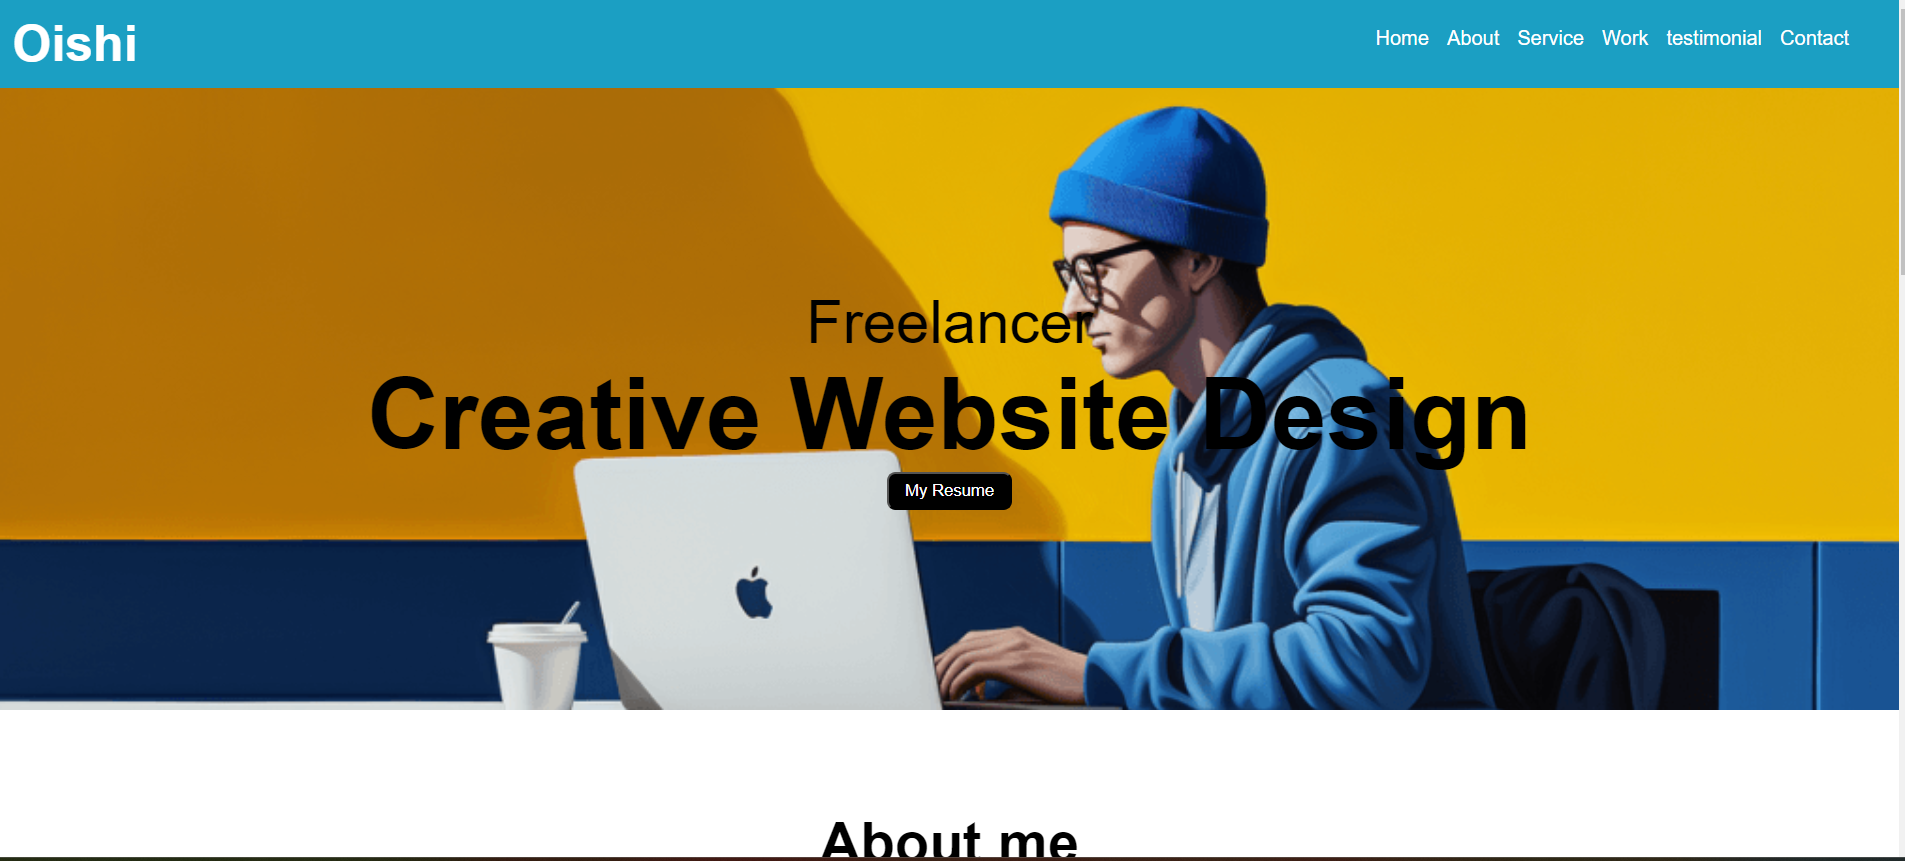 Oishi
Home About Service Work testimonial Contact
Freelancer
Creative Website Design
My Resume
About me